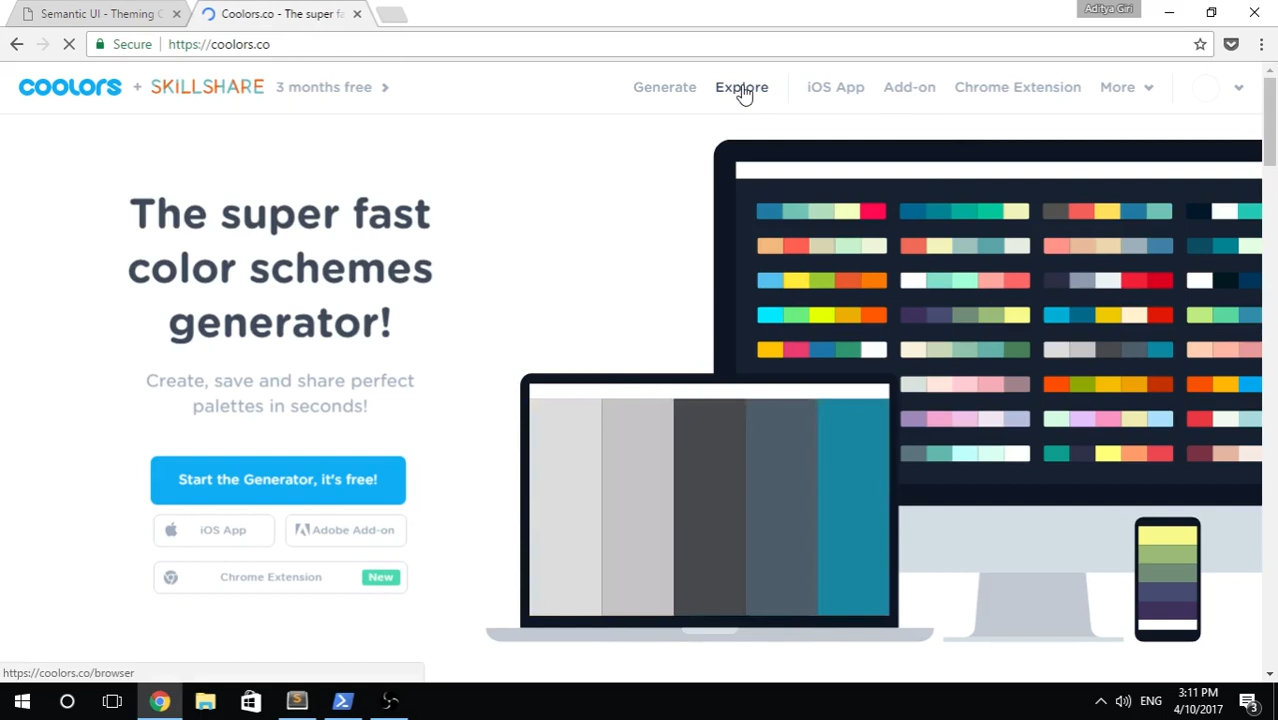 Semantic UI - Theming
Coolors.co - The super fa
Aditya Giri
Secure
https://coolors.co
COOLORS + SKILLSHARE 3 months free
Generate
Explore
iOS App
Add-on
Chrome Extension
More
The super fast
color schemes
generator!
Create, save and share perfect
palettes in seconds!
Start the Generator, it's free!
iOS App
Adobe Add-on
Chrome Extension
New
https://coolors.co/browser
ENG
3:11 PM
4/10/2017
3